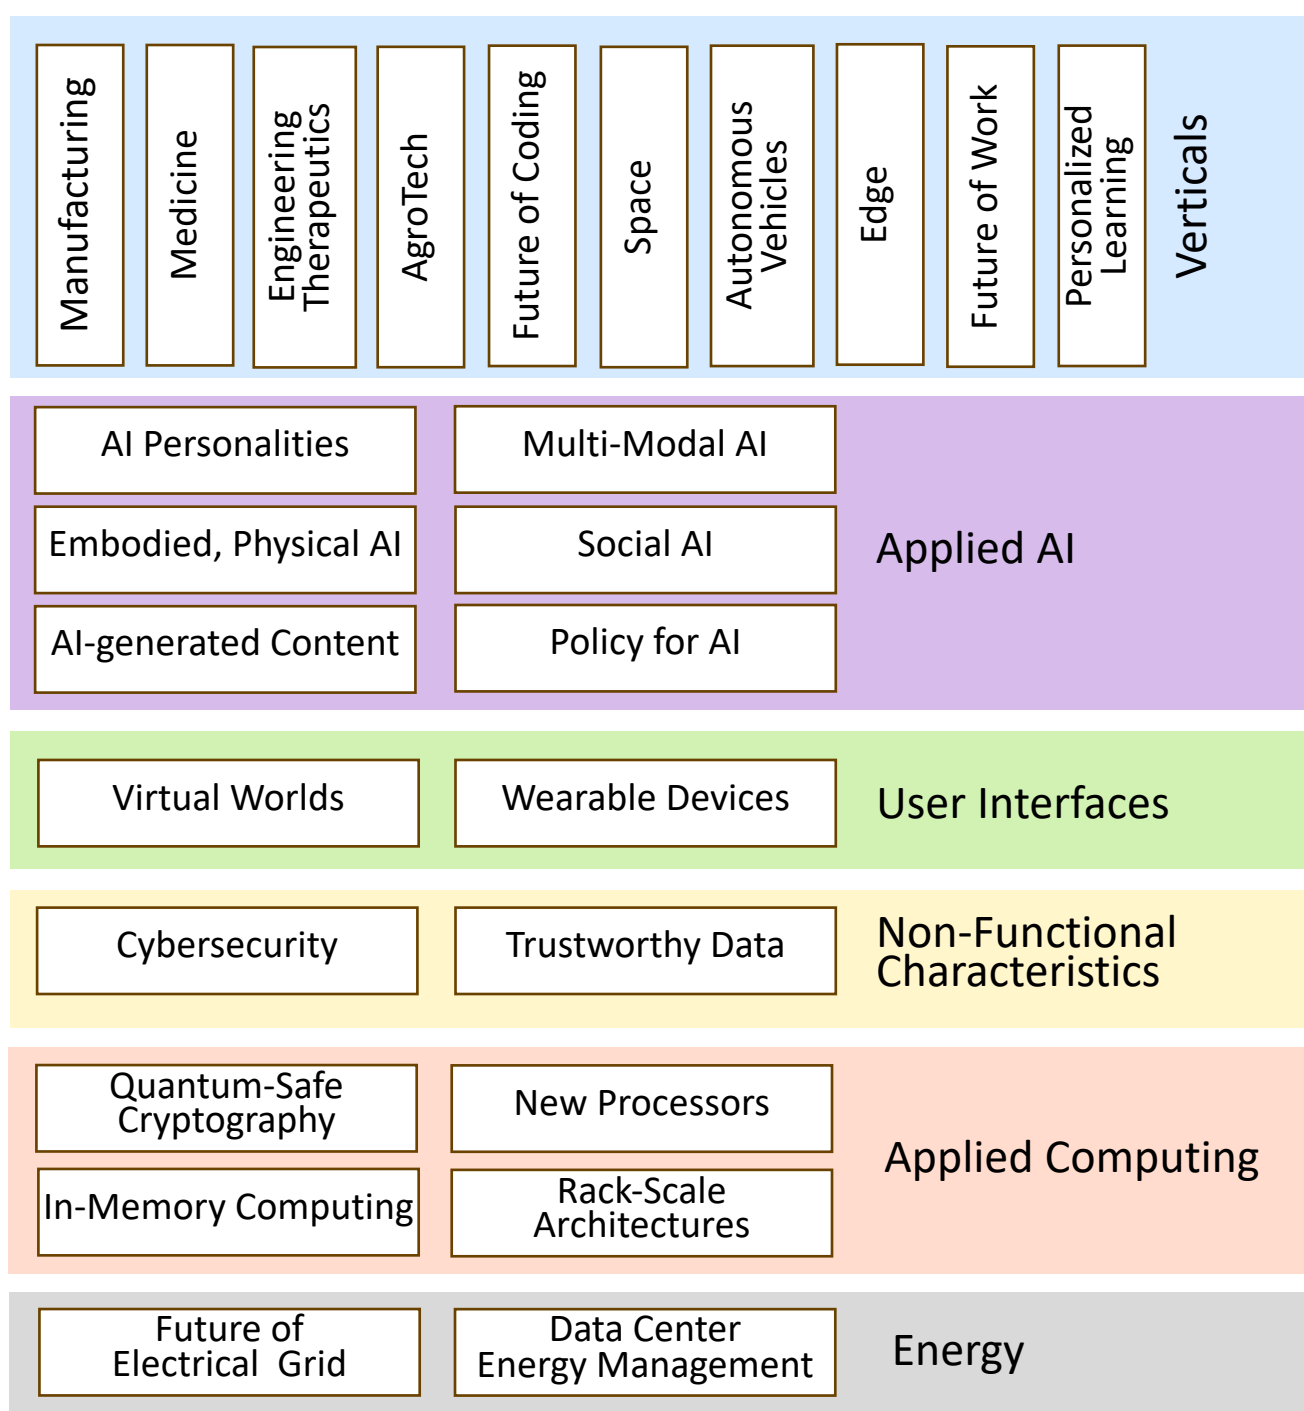 Manufacturing
Medicine
Engineering
Therapeutics
AgroTech
Future of Coding
Space
Autonomous
Vehicles
Edge
Future of Work
Personalized
Learning
Verticals
AI Personalities
Multi-Modal AI
Embodied, Physical AI
Social AI
Applied AI
AI-generated Content
Policy for AI
Virtual Worlds
Wearable Devices
User Interfaces
Cybersecurity
Trustworthy Data
Non-Functional
Characteristics
Quantum-Safe
Cryptography
New Processors
Applied Computing
In-Memory Computing
Rack-Scale
Architectures
Future of
Electrical Grid
Data Center
Energy Management
Energy